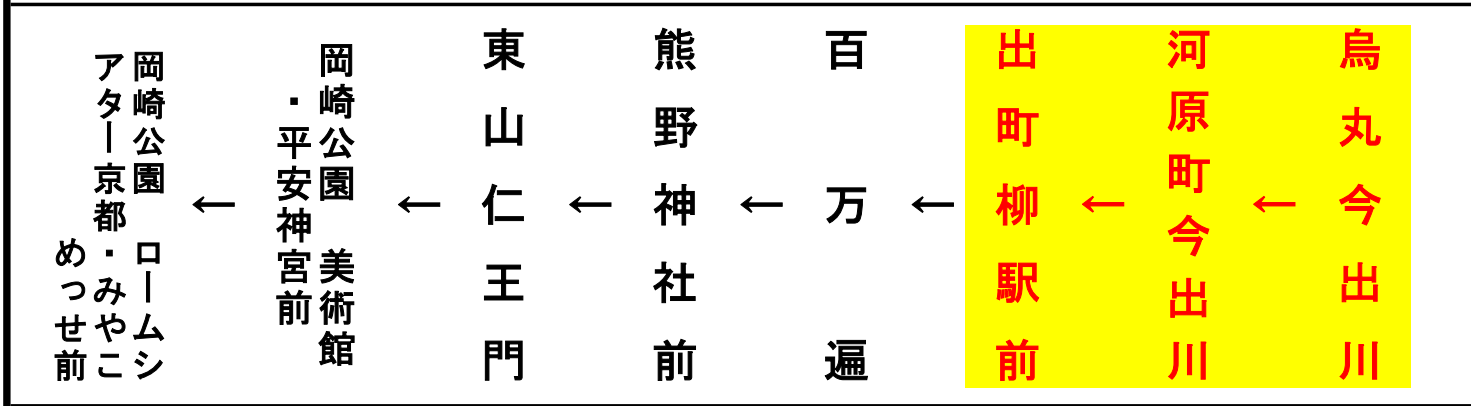 烏丸今出川
←
河原町今出川
←
出町柳駅前
←
百万遍
←
熊野神社前
←
東山仁王門
←
岡崎公園 美術館
・平安神宮前
←
岡崎公園 ロームシ
アター京都・みやこ
めっせ前